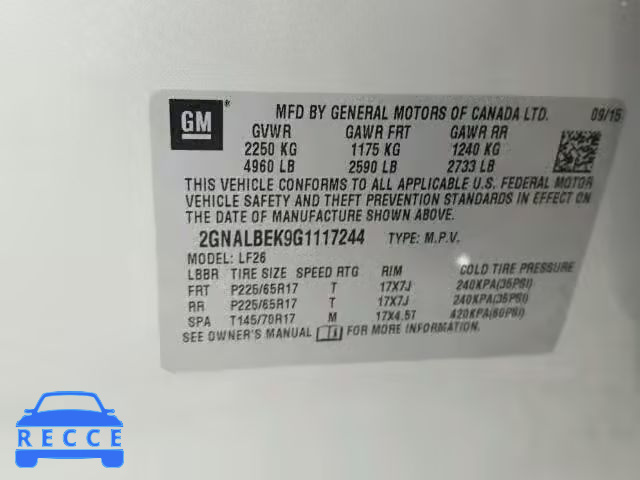 GM
MFD BY GENERAL MOTORS OF CANADA LTD. 09/15
GVWR GAWR FRT GAWR RR
2250 KG 1175 KG 1240 KG
4960 LB 2590 LB 2733 LB
THIS VEHICLE CONFORMS TO ALL APPLICABLE U.S. FEDERAL MOTOR
VEHICLE SAFETY AND THEFT PREVENTION STANDARDS IN EFFECT ON THE
DATE OF MANUFACTURE SHOWN ABOVE.
2GNALBEK9G1117244 TYPE: M.P.V.
MODEL: LF26
LBBR TIRE SIZE SPEED RTG RIM COLD TIRE PRESSURE
FRT P225/65R17 T 17X7J 240KPA(35PSI)
RR P225/65R17 T 17X7J 240KPA(35PSI)
SPA T145/70R17 M 17X4.5T 420KPA(60PSI)
SEE OWNER'S MANUAL FOR MORE INFORMATION.
RECCE